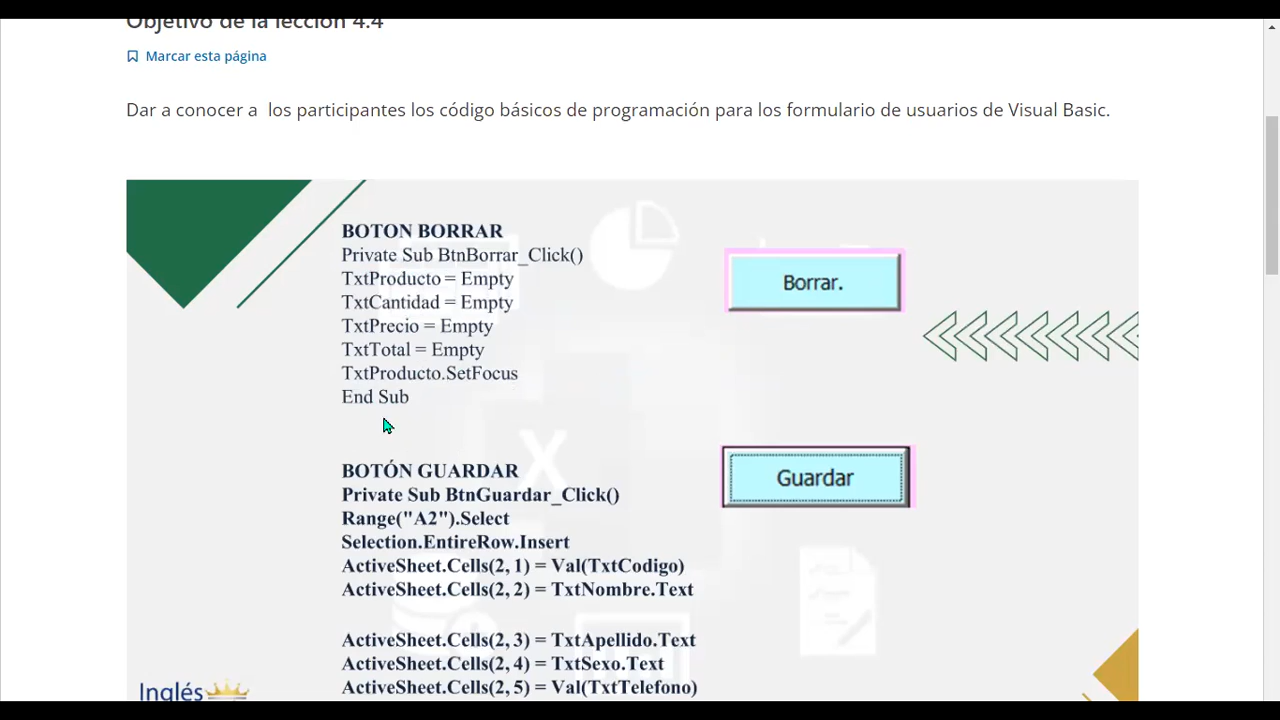 Objetivo de la lección 4.4
Marcar esta página
Dar a conocer a los participantes los código básicos de programación para los formulario de usuarios de Visual Basic.
BOTON BORRAR
Private Sub BtnBorrar_Click()
TxtProducto = Empty
TxtCantidad = Empty
TxtPrecio = Empty
TxtTotal = Empty
TxtProducto.SetFocus
End Sub
Borrar.
BOTÓN GUARDAR
Private Sub BtnGuardar_Click()
Range("A2").Select
Selection.EntireRow.Insert
ActiveSheet.Cells(2, 1) = Val(TxtCodigo)
ActiveSheet.Cells(2, 2) = TxtNombre.Text
Guardar
ActiveSheet.Cells(2, 3) = TxtApellido.Text
ActiveSheet.Cells(2, 4) = TxtSexo.Text
ActiveSheet.Cells(2, 5) = Val(TxtTelefono)
Inglés